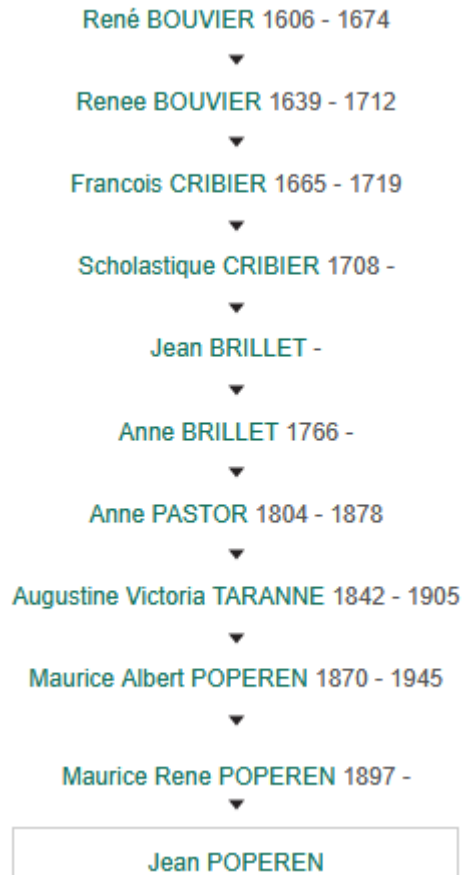 René BOUVIER 1606 - 1674
Renee BOUVIER 1639 - 1712
Francois CRIBIER 1665 - 1719
Scholastique CRIBIER 1708 -
Jean BRILLET -
Anne BRILLET 1766 -
Anne PASTOR 1804 - 1878
Augustine Victoria TARANNE 1842 - 1905
Maurice Albert POPEREN 1870 - 1945
Maurice Rene POPEREN 1897 -
Jean POPEREN